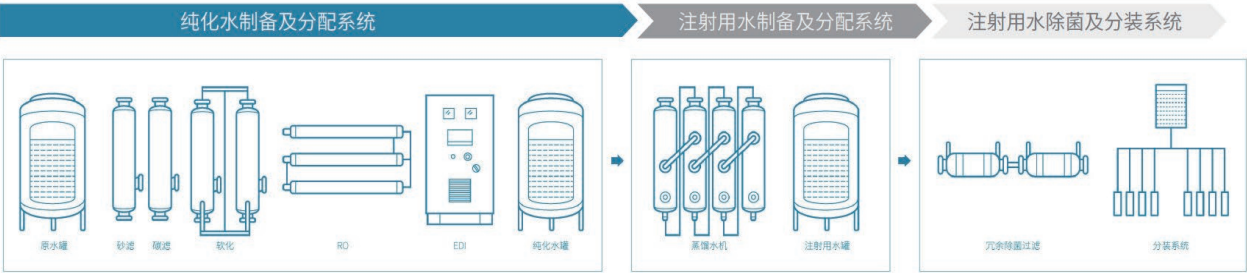 纯化水制备及分配系统
注射用水制备及分配系统
注射用水除菌及分装系统
原水罐
砂滤
碳滤
软化
RO
EDI
纯化水罐
蒸馏水机
注射用水罐
冗余除菌过滤
分装系统